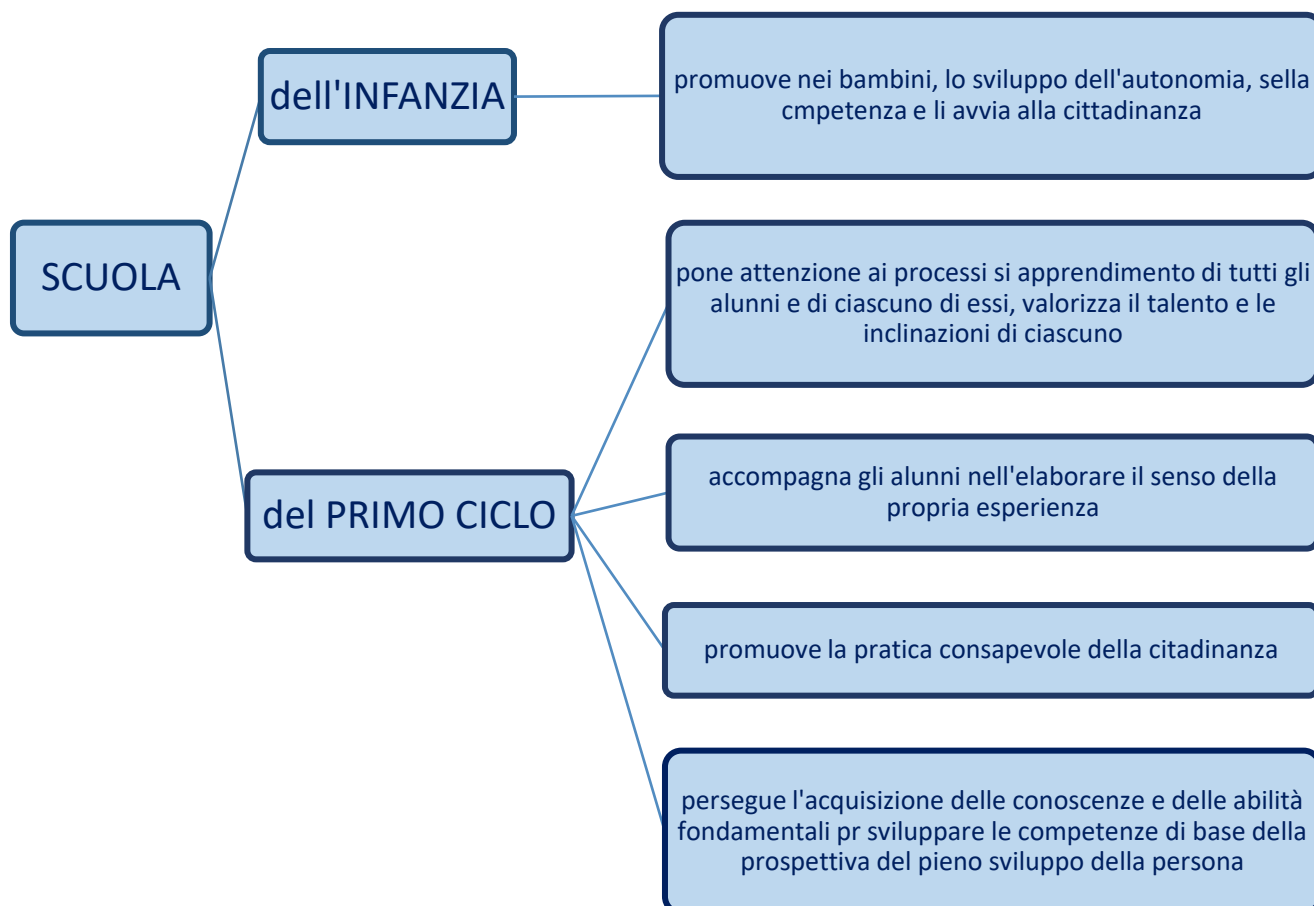 dell'INFANZIA
promuove nei bambini, lo sviluppo dell'autonomia, sella
cmpetenza e li avvia alla cittadinanza
SCUOLA
pone attenzione ai processi si apprendimento di tutti gli
alunni e di ciascuno di essi, valorizza il talento e le
inclinazioni di ciascuno
del PRIMO CICLO
accompagna gli alunni nell'elaborare il senso della
propria esperienza
promuove la pratica consapevole della citadinanza
persegue l'acquisizione delle conoscenze e delle abilità
fondamentali pr sviluppare le competenze di base della
prospettiva del pieno sviluppo della persona